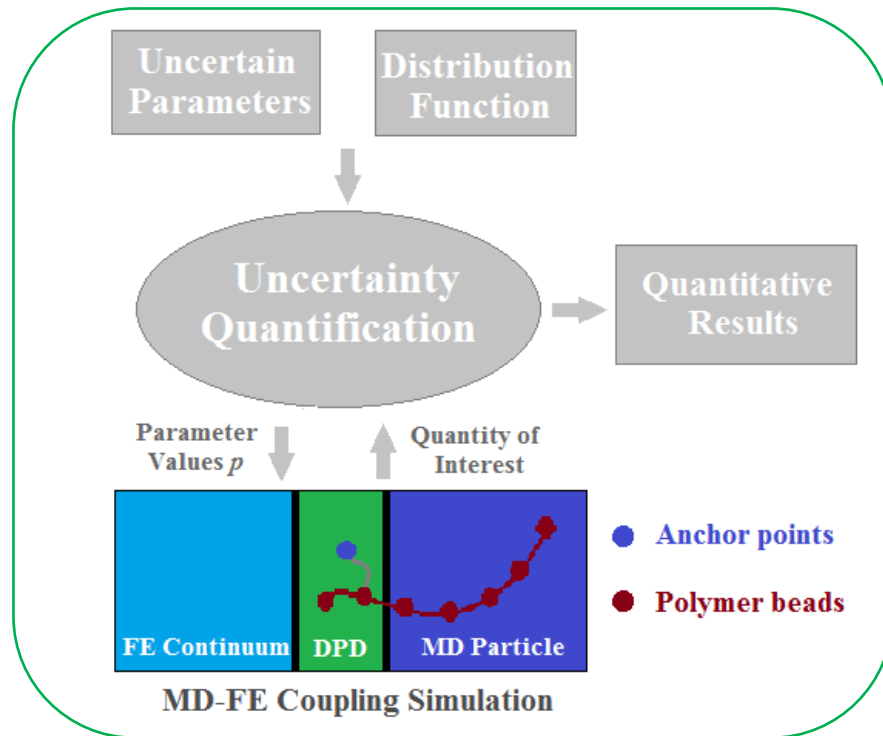 Uncertain
Parameters
Distribution
Function
Uncertainty
Quantification
Quantitative
Results
Parameter
Values p
Quantity of
Interest
Anchor points
Polymer beads
FE Continuum
DPD
MD Particle
MD-FE Coupling Simulation